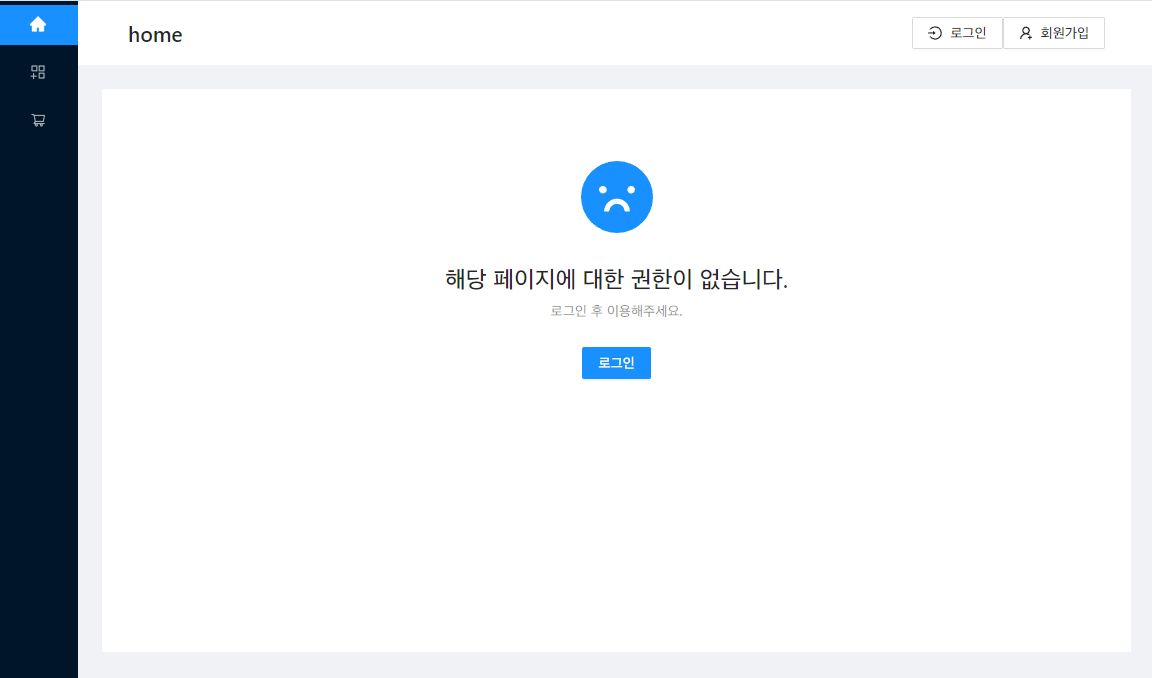 home
로그인
회원가입
해당 페이지에 대한 권한이 없습니다.
로그인 후 이용해주세요.
로그인